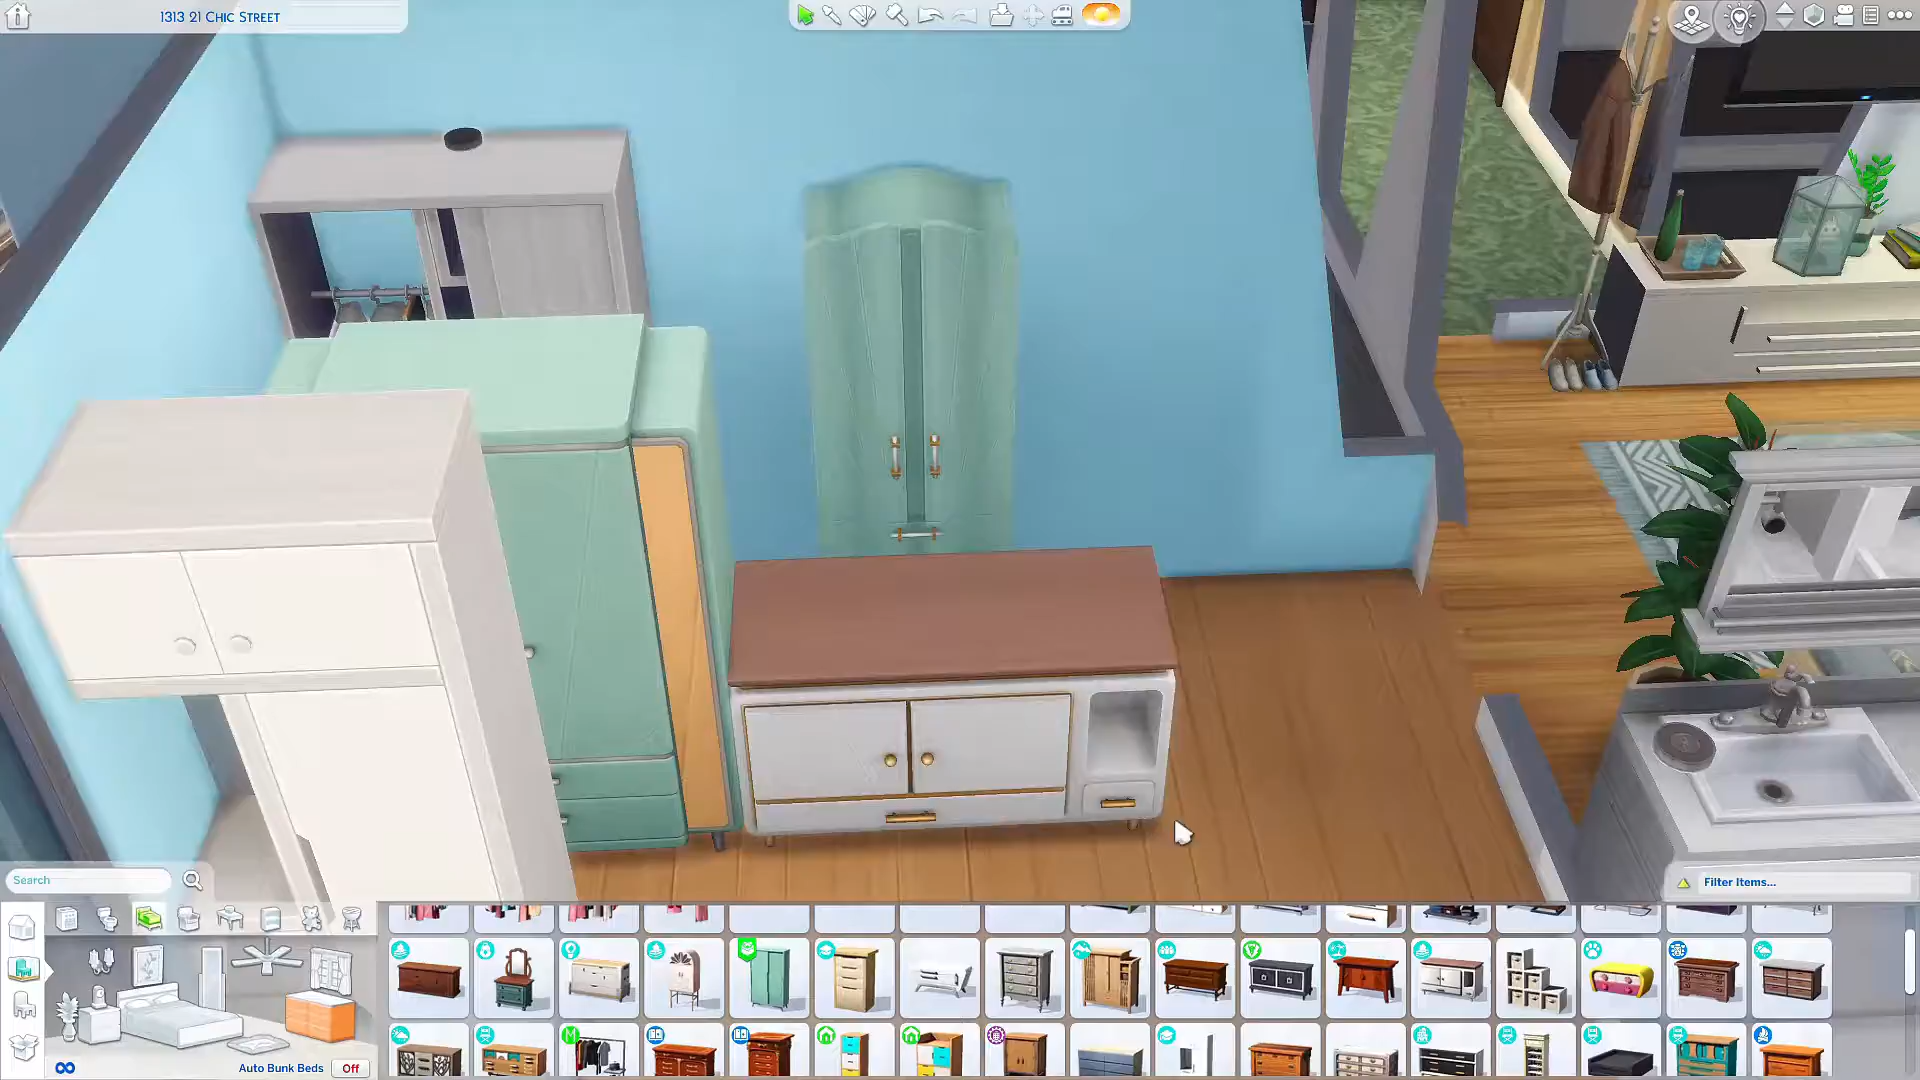 1313 21 Chic Street
Search
Filter Items...
Auto Bunk Beds Off